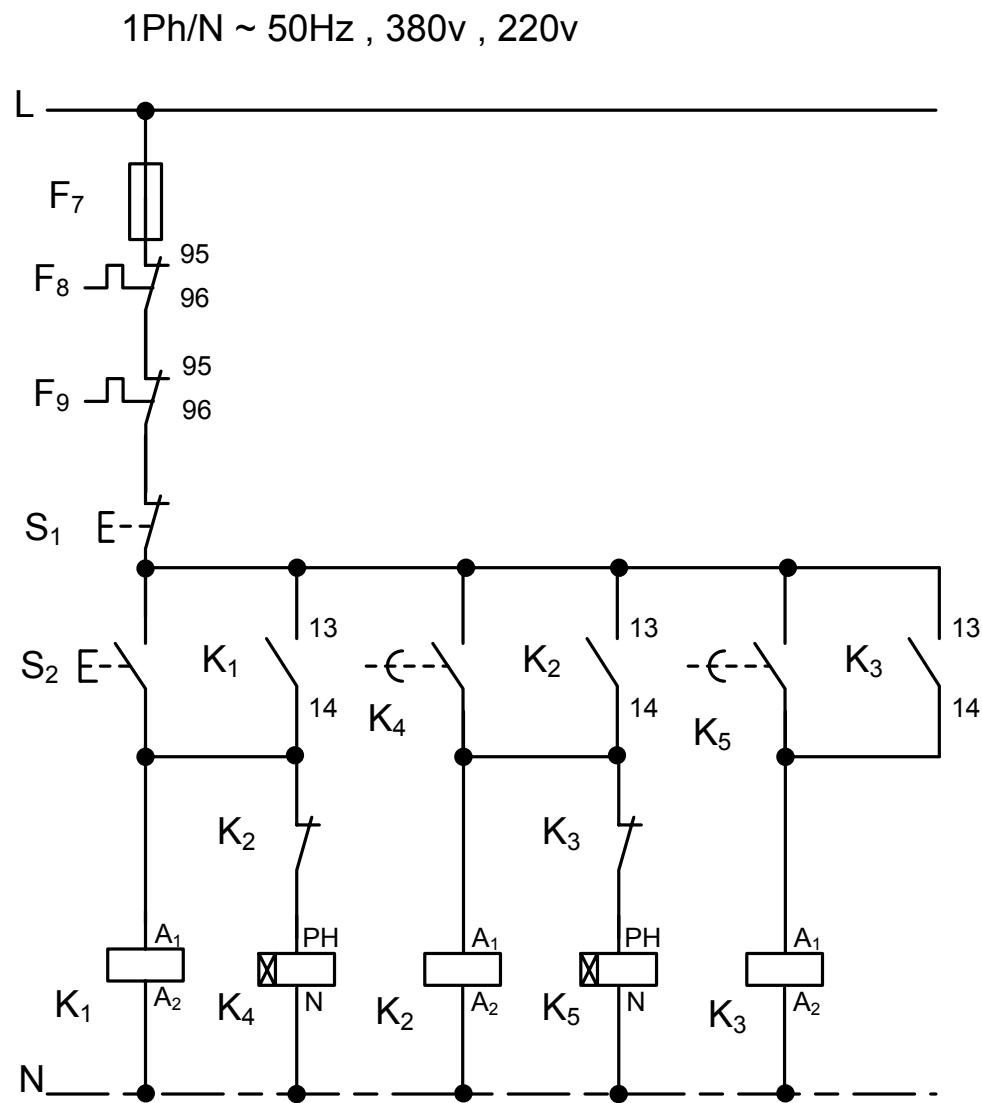 1Ph/N ~ 50Hz , 380v , 220v
L
F₇
95
F₈
96
95
F₉
96
S₁
13
13
13
S₂
K₁
K₂
K₃
14
14
14
K₄
K₅
K₂
K₃
A₁
PH
A₁
PH
A₁
A₂
N
A₂
N
A₂
K₁
K₄
K₂
K₅
K₃
N